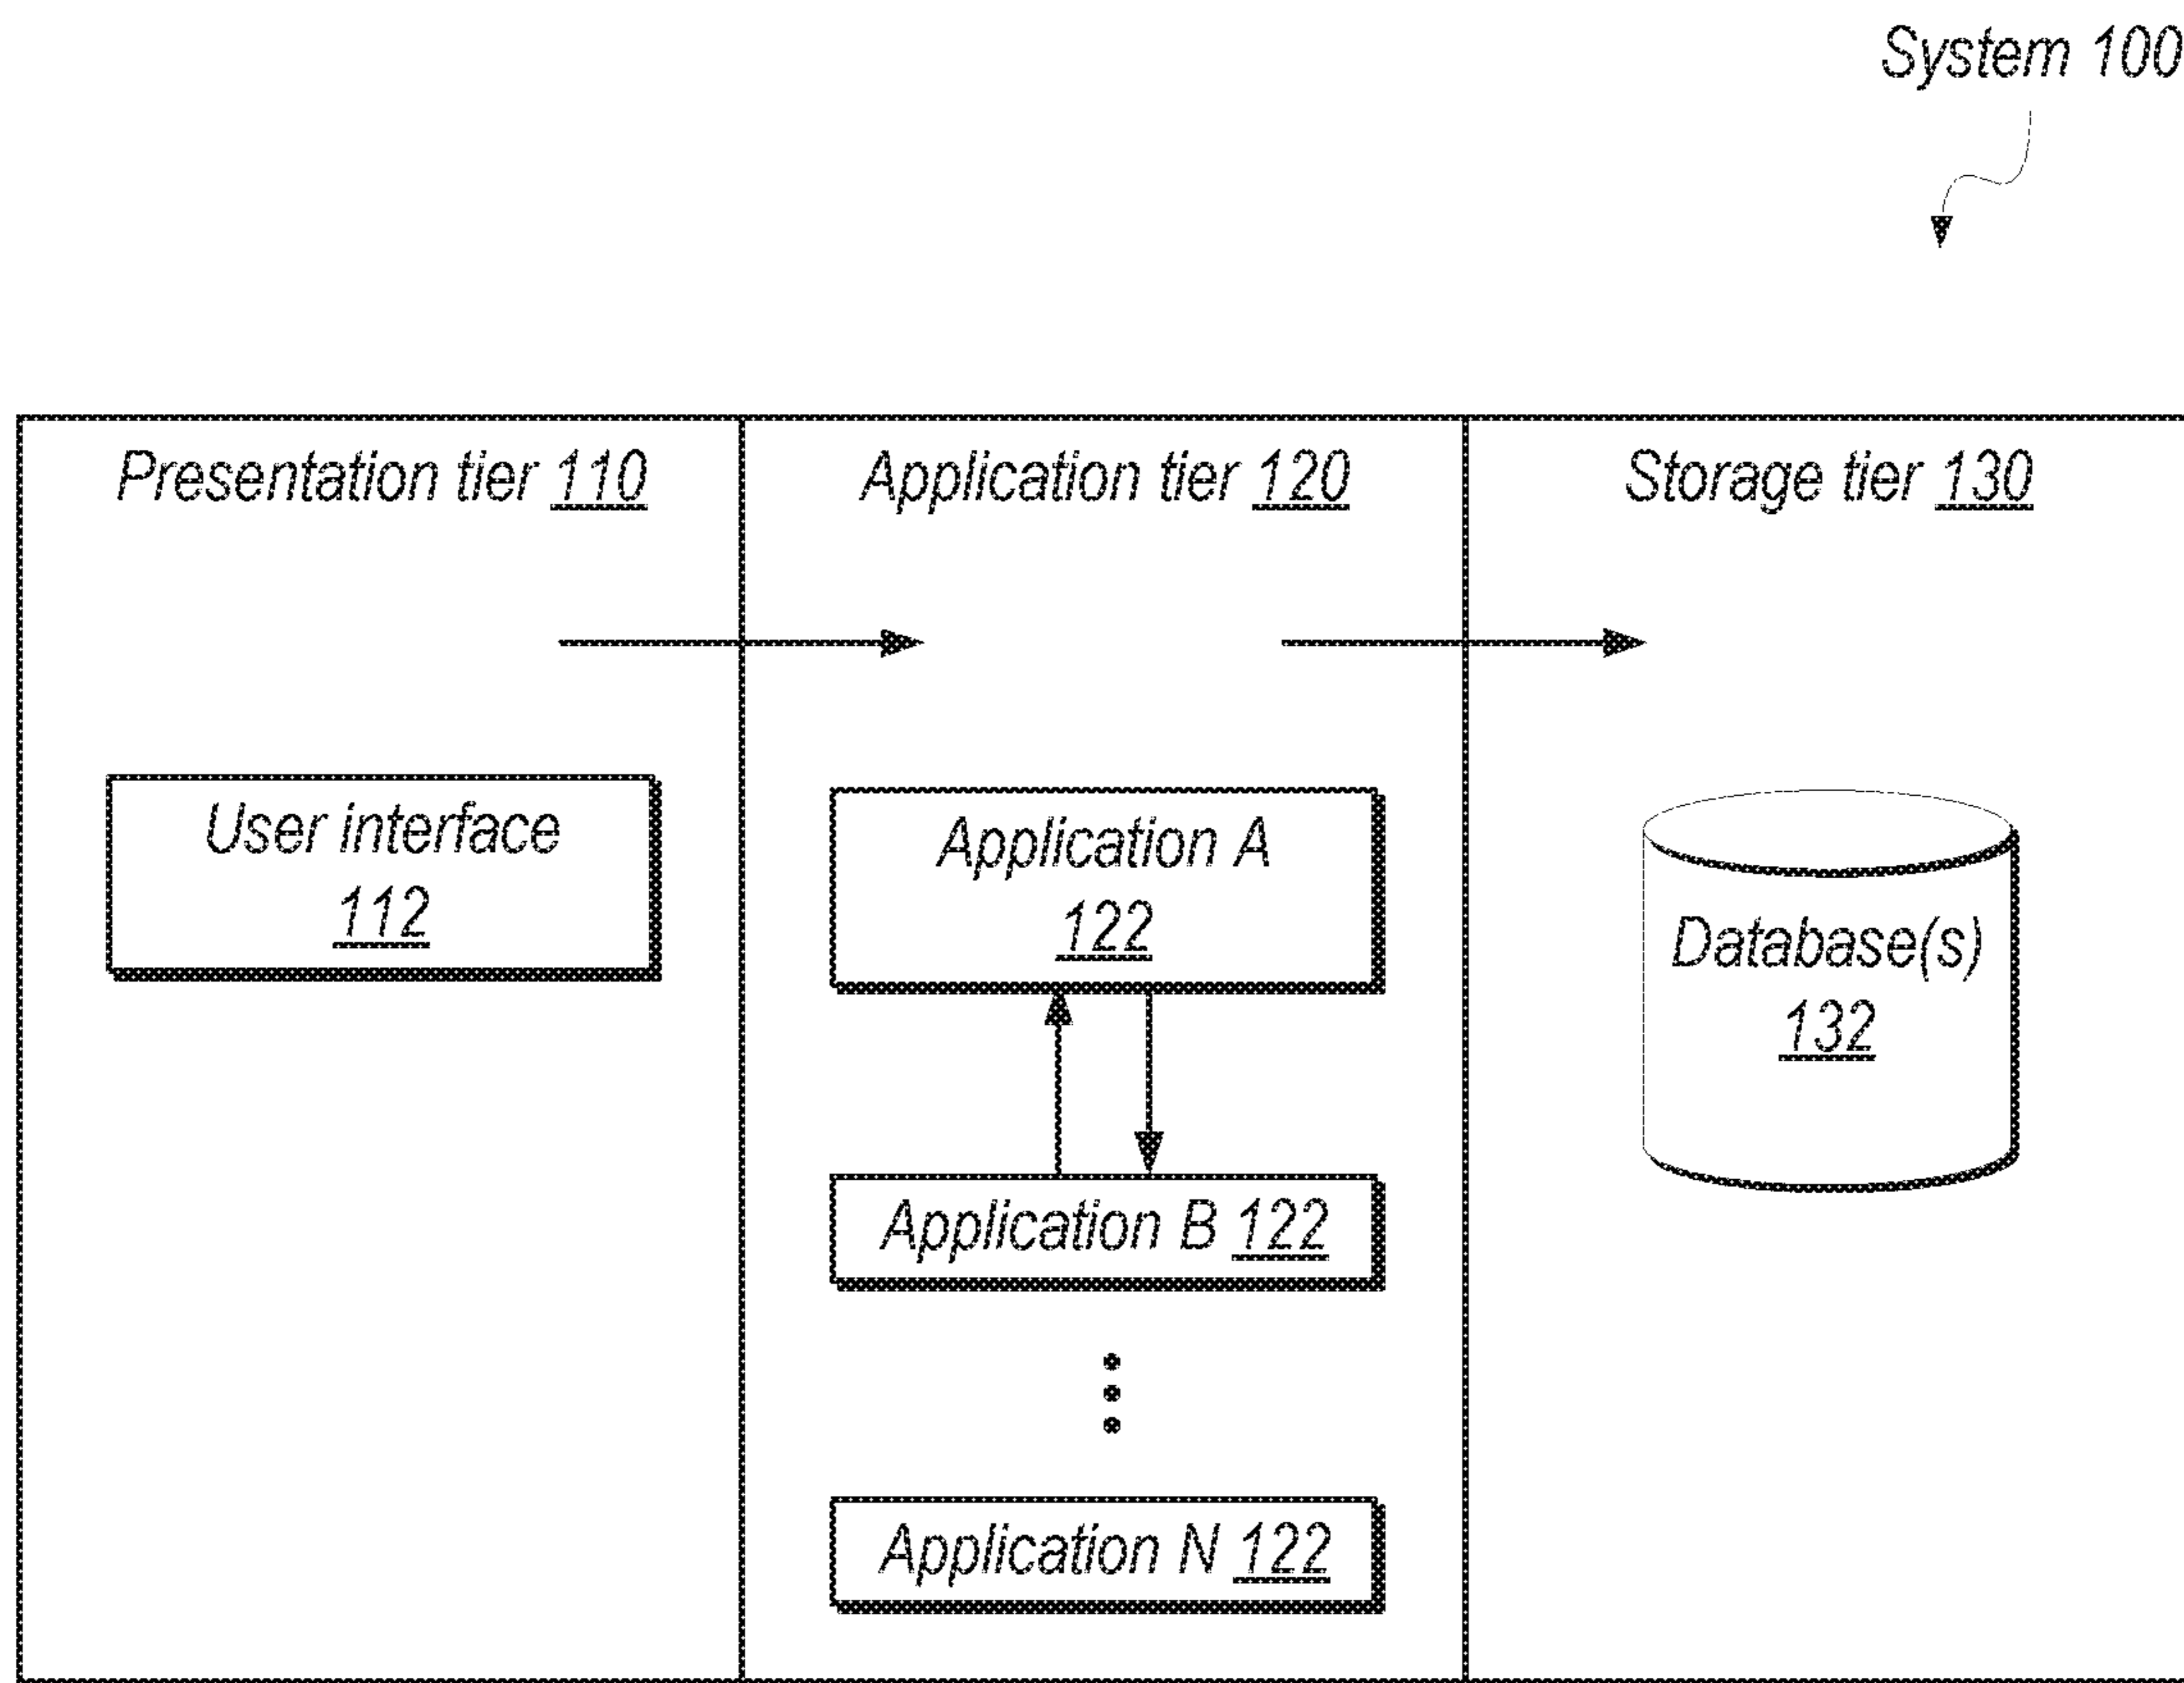 System 100
Presentation tier 110
Application tier 120
Storage tier 130
User interface
112
Application A
122
Database(s)
132
Application B 122
Application N 122